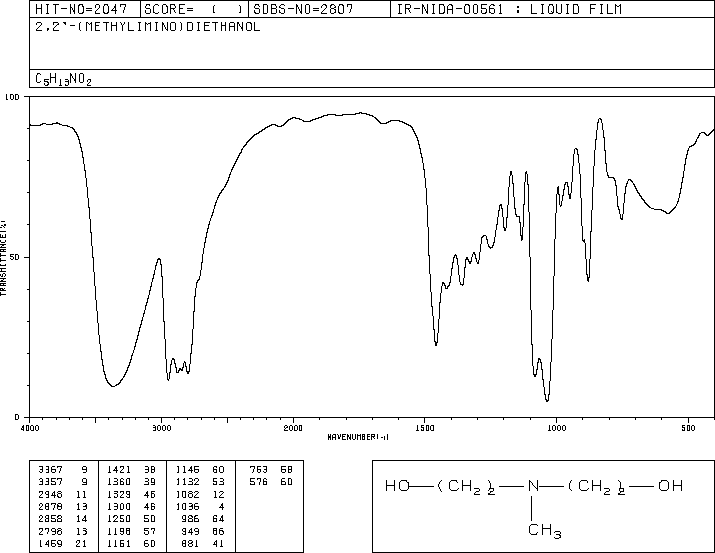 HIT-NO=2047 SCORE= ( ) SDBS-NO=2807 IR-NIDA-00561 : LIQUID FILM
2,2'-(METHYLIMINO)DIETHANOL
C5H13NO2
100
50
0
TRANSMITTANCE(%)
4000 3000 2000 1500 1000 500
WAVENUMBER(-1)
3367 9 1421 38 1146 60 763 68
3357 9 1360 39 1132 53 576 60
2948 11 1329 46 1082 12
2878 13 1300 46 1036 4
2858 14 1250 50 986 64
2798 13 1198 57 949 66
1459 21 1161 60 881 41
HO—(CH2)2—N—(CH2)2—OH
CH3